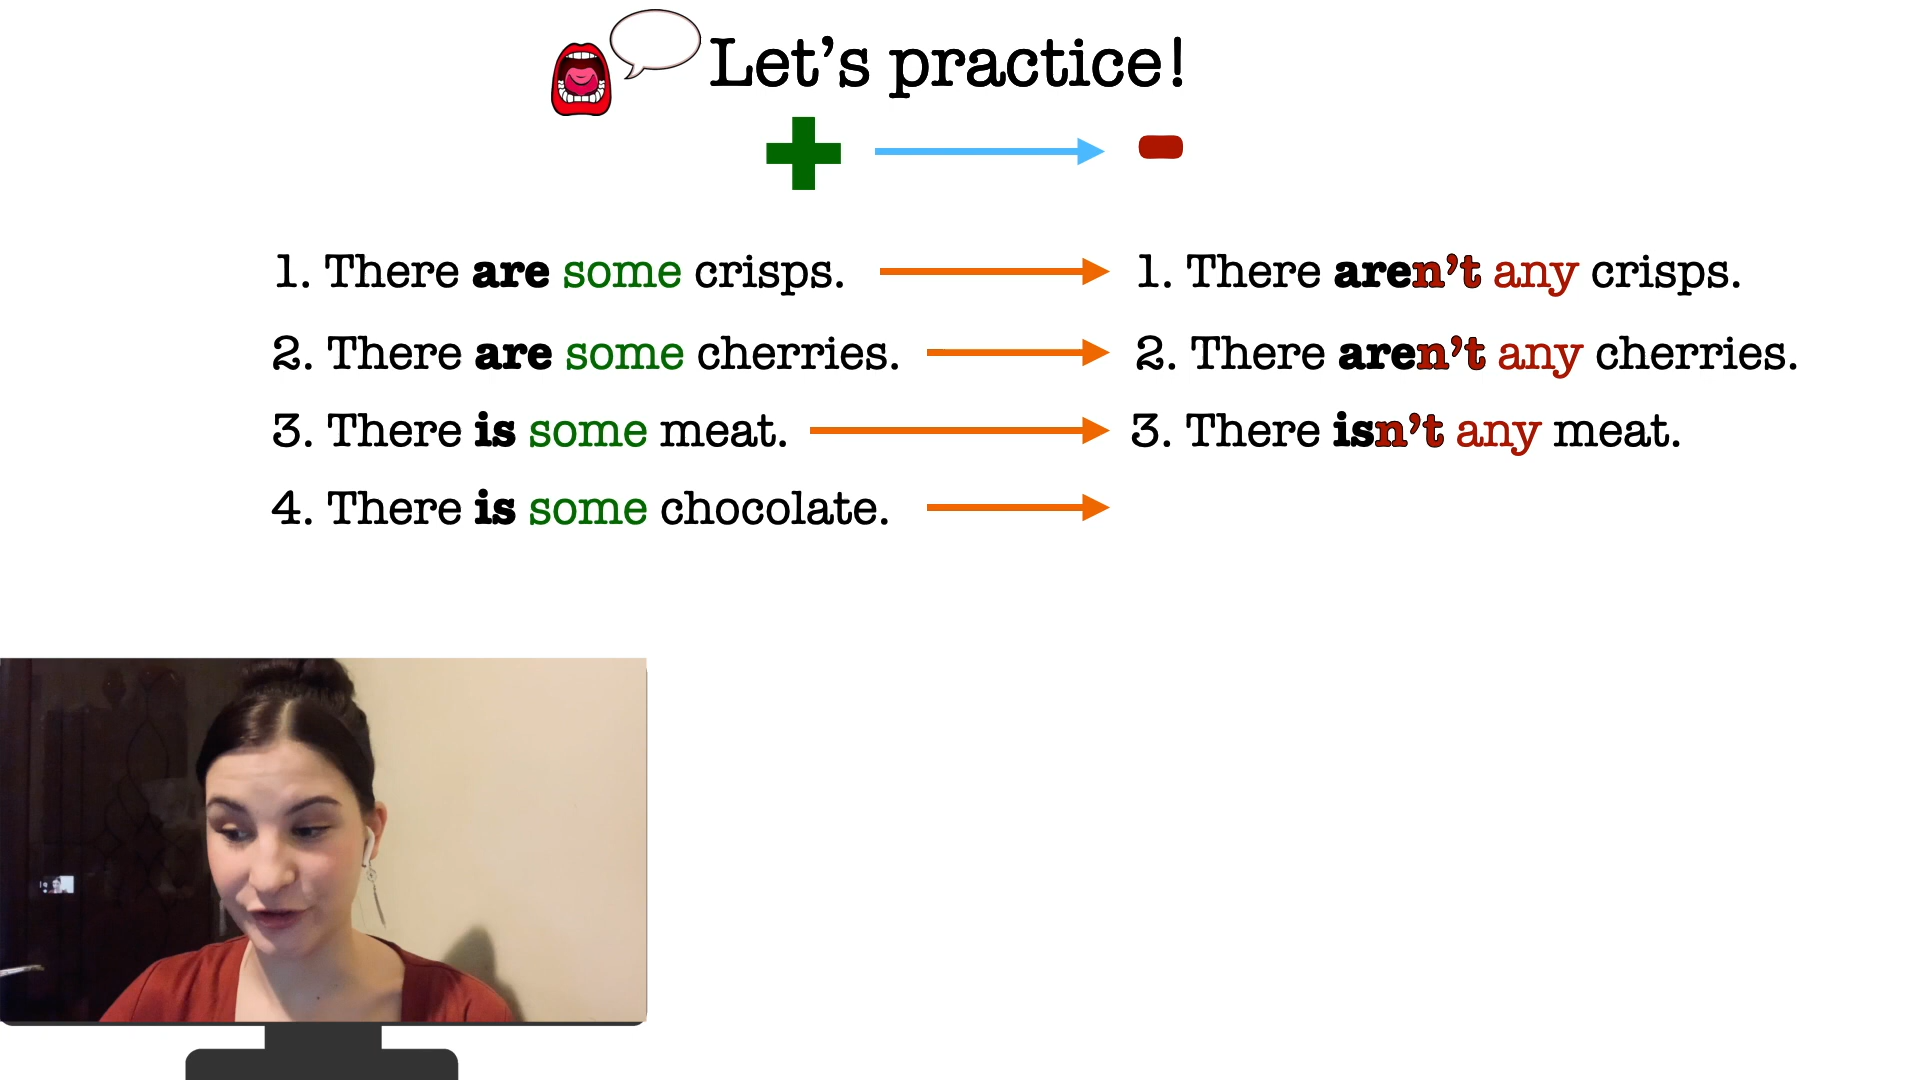 Let’s practice!
1. There are some crisps.
1. There aren’t any crisps.
2. There are some cherries.
2. There aren’t any cherries.
3. There is some meat.
3. There isn’t any meat.
4. There is some chocolate.